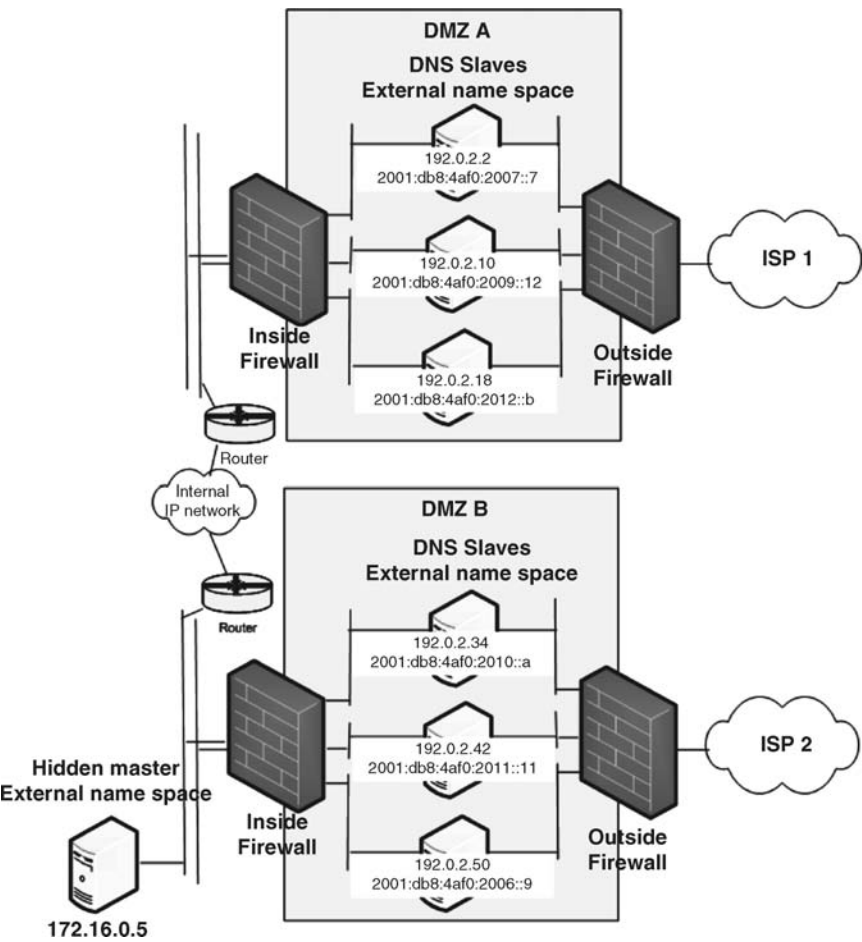 DMZ A
DNS Slaves
External name space
192.0.2.2
2001:db8:4af0:2007::7
192.0.2.10
2001:db8:4af0:2009::12
192.0.2.18
2001:db8:4af0:2012::b
Inside
Firewall
Outside
Firewall
ISP 1
Router
Internal
IP network
Router
DMZ B
DNS Slaves
External name space
192.0.2.34
2001:db8:4af0:2010::a
192.0.2.42
2001:db8:4af0:2011::11
192.0.2.50
2001:db8:4af0:2006::9
Inside
Firewall
Outside
Firewall
ISP 2
Hidden master
External name space
172.16.0.5